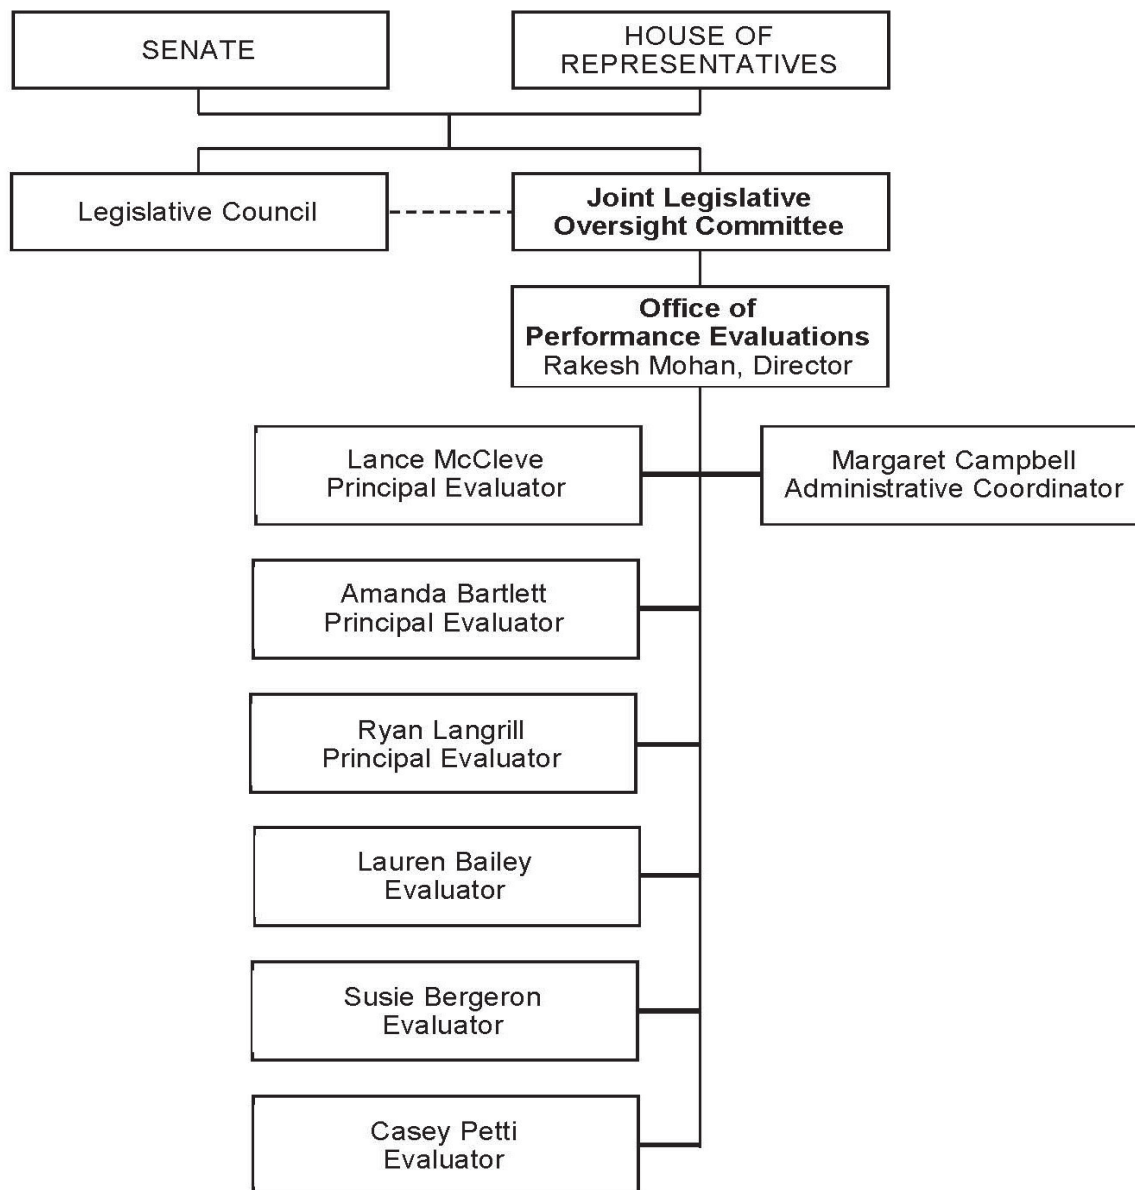 SENATE
HOUSE OF
REPRESENTATIVES
Legislative Council
Joint Legislative
Oversight Committee
Office of
Performance Evaluations
Rakesh Mohan, Director
Lance McCleve
Principal Evaluator
Margaret Campbell
Administrative Coordinator
Amanda Bartlett
Principal Evaluator
Ryan Langrill
Principal Evaluator
Lauren Bailey
Evaluator
Susie Bergeron
Evaluator
Casey Petti
Evaluator